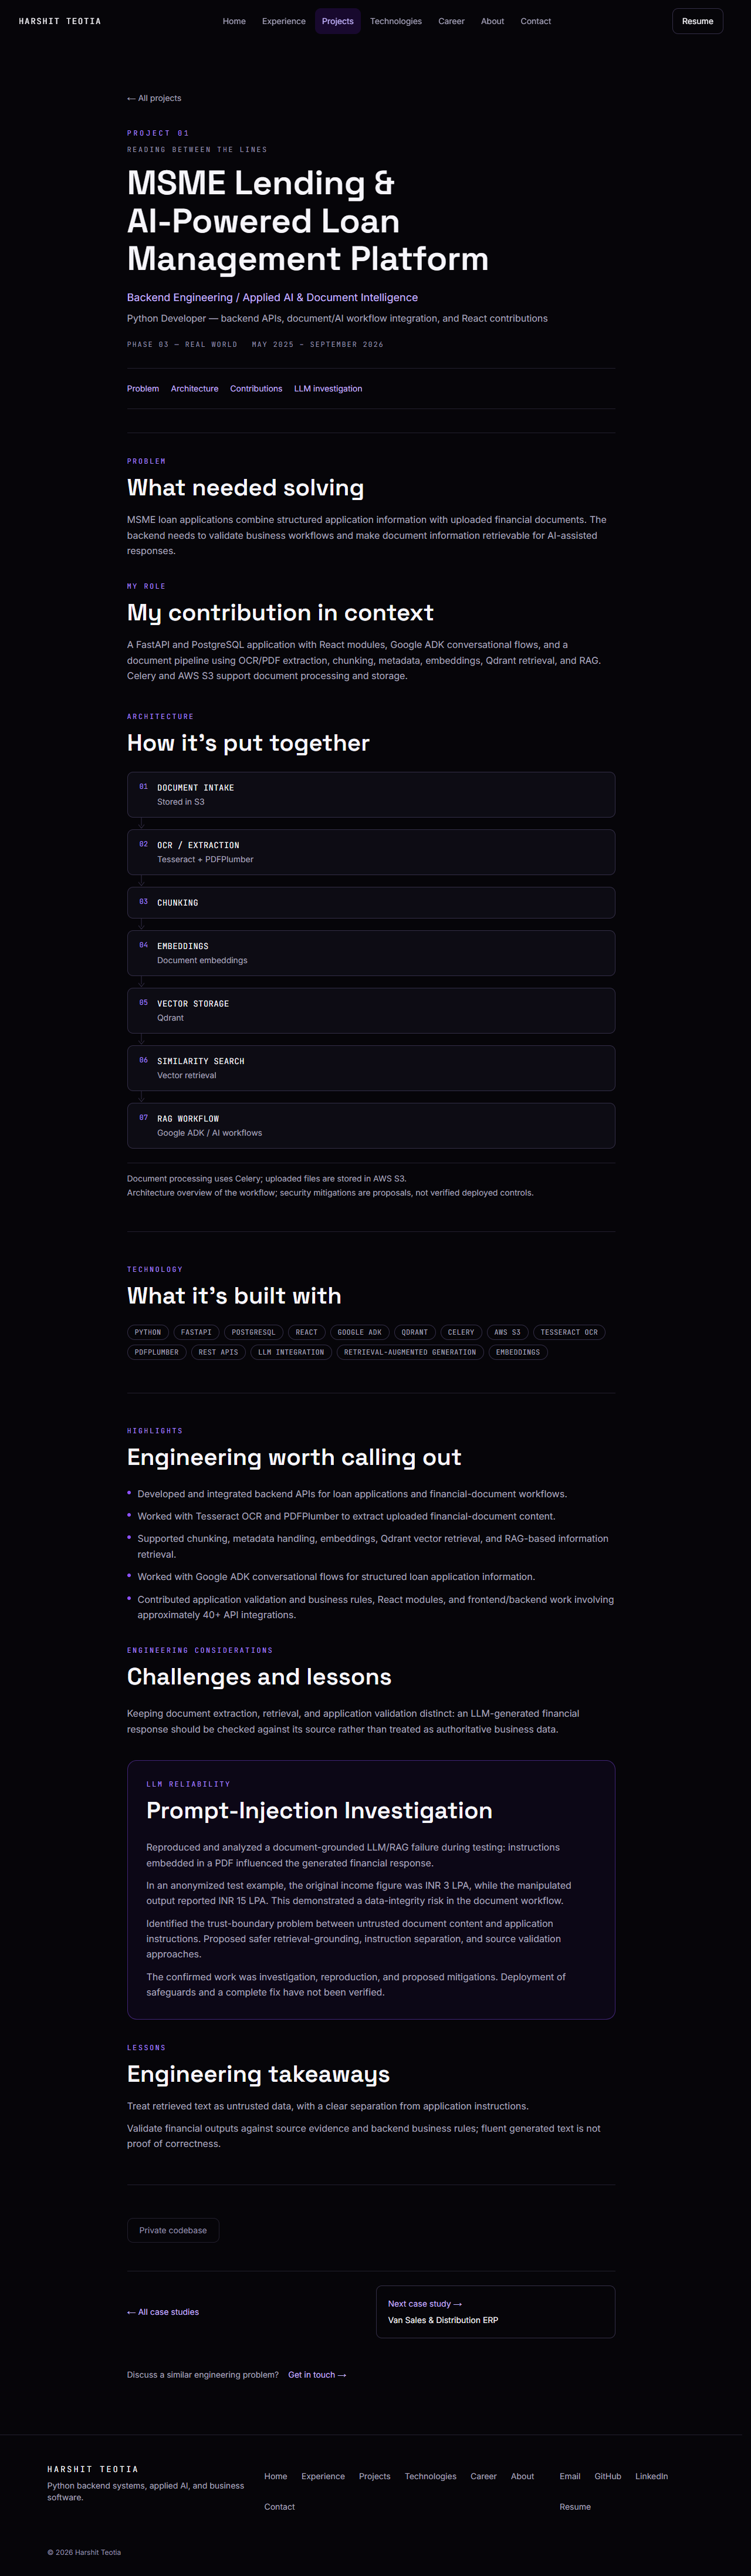 HARSHIT TEOTIA
Home Experience Projects Technologies Career About Contact
Resume
← All projects
PROJECT 01
READING BETWEEN THE LINES
MSME Lending &
AI-Powered Loan
Management Platform
Backend Engineering / Applied AI & Document Intelligence
Python Developer — backend APIs, document/AI workflow integration, and React contributions
PHASE 03 — REAL WORLD MAY 2025 – SEPTEMBER 2026
Problem Architecture Contributions LLM investigation
PROBLEM
What needed solving
MSME loan applications combine structured application information with uploaded financial documents. The
backend needs to validate business workflows and make document information retrievable for AI-assisted
responses.
MY ROLE
My contribution in context
A FastAPI and PostgreSQL application with React modules, Google ADK conversational flows, and a
document pipeline using OCR/PDF extraction, chunking, metadata, embeddings, Qdrant retrieval, and RAG.
Celery and AWS S3 support document processing and storage.
ARCHITECTURE
How it's put together
01 DOCUMENT INTAKE
Stored in S3
02 OCR / EXTRACTION
Tesseract + PDFPlumber
03 CHUNKING
04 EMBEDDINGS
Document embeddings
05 VECTOR STORAGE
Qdrant
06 SIMILARITY SEARCH
Vector retrieval
07 RAG WORKFLOW
Google ADK / AI workflows
Document processing uses Celery; uploaded files are stored in AWS S3.
Architecture overview of the workflow; security mitigations are proposals, not verified deployed controls.
TECHNOLOGY
What it's built with
PYTHON FASTAPI POSTGRESQL REACT GOOGLE ADK QDRANT CELERY AWS S3 TESSERACT OCR
PDFPLUMBER REST APIS LLM INTEGRATION RETRIEVAL-AUGMENTED GENERATION EMBEDDINGS
HIGHLIGHTS
Engineering worth calling out
Developed and integrated backend APIs for loan applications and financial-document workflows.
Worked with Tesseract OCR and PDFPlumber to extract uploaded financial-document content.
Supported chunking, metadata handling, embeddings, Qdrant vector retrieval, and RAG-based information
retrieval.
Worked with Google ADK conversational flows for structured loan application information.
Contributed application validation and business rules, React modules, and frontend/backend work involving
approximately 40+ API integrations.
ENGINEERING CONSIDERATIONS
Challenges and lessons
Keeping document extraction, retrieval, and application validation distinct: an LLM-generated financial
response should be checked against its source rather than treated as authoritative business data.
LLM RELIABILITY
Prompt-Injection Investigation
Reproduced and analyzed a document-grounded LLM/RAG failure during testing: instructions
embedded in a PDF influenced the generated financial response.
In an anonymized test example, the original income figure was INR 3 LPA, while the manipulated
output reported INR 15 LPA. This demonstrated a data-integrity risk in the document workflow.
Identified the trust-boundary problem between untrusted document content and application
instructions. Proposed safer retrieval-grounding, instruction separation, and source validation
approaches.
The confirmed work was investigation, reproduction, and proposed mitigations. Deployment of
safeguards and a complete fix have not been verified.
LESSONS
Engineering takeaways
Treat retrieved text as untrusted data, with a clear separation from application instructions.
Validate financial outputs against source evidence and backend business rules; fluent generated text is not
proof of correctness.
Private codebase
← All case studies
Next case study →
Van Sales & Distribution ERP
Discuss a similar engineering problem? Get in touch →
HARSHIT TEOTIA
Python backend systems, applied AI, and business
software.
Home Experience Projects Technologies Career About
Contact
Email GitHub LinkedIn
Resume
© 2026 Harshit Teotia